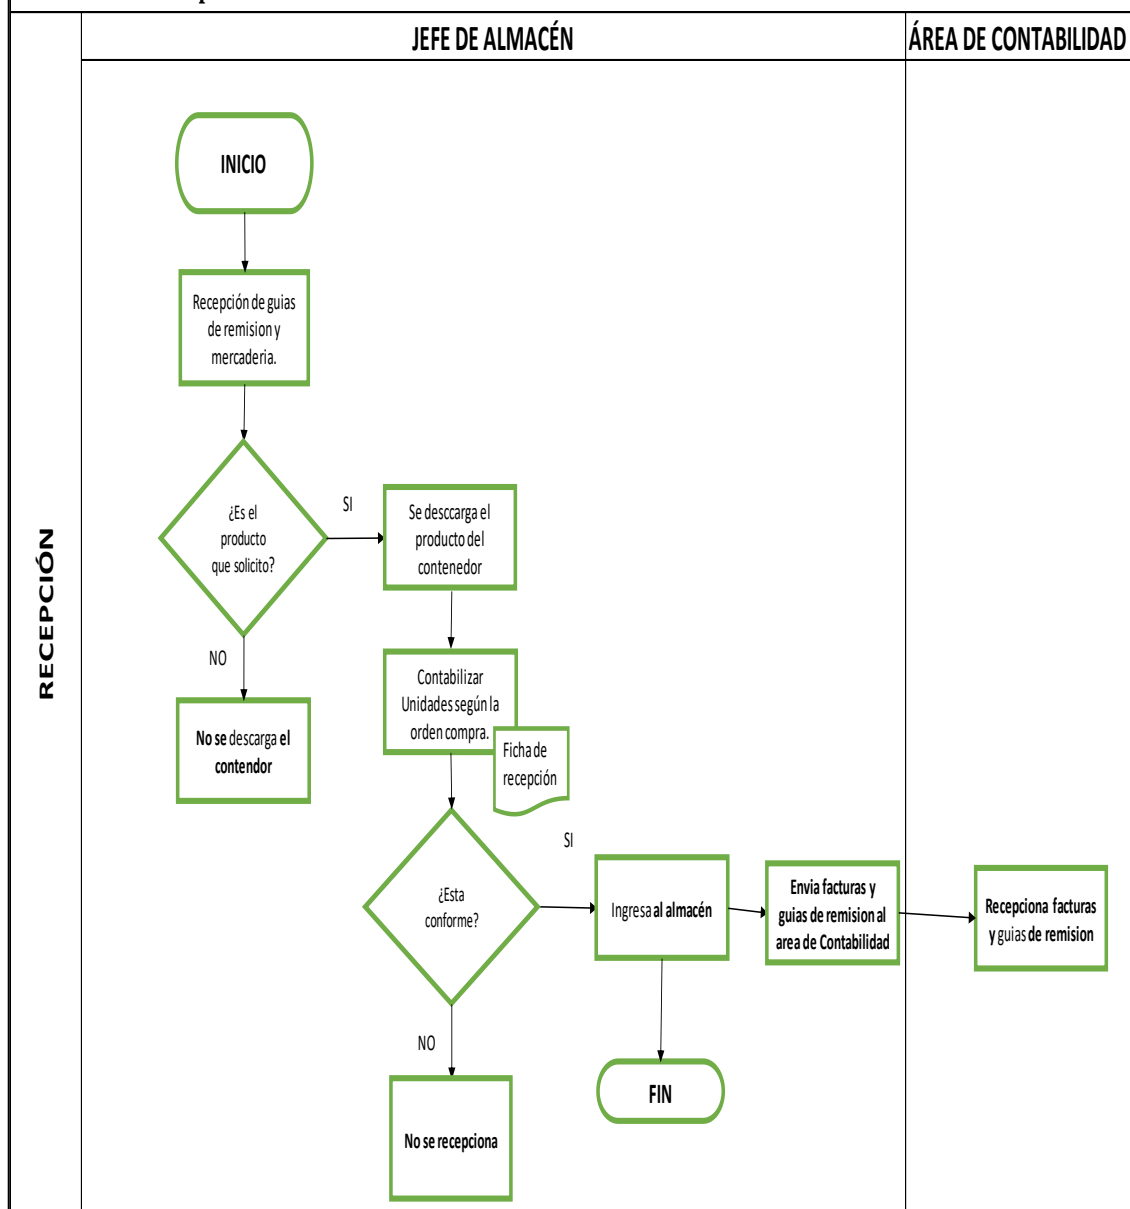 JEFE DE ALMACÉN
ÁREA DE CONTABILIDAD
RECEPCIÓN
INICIO
Recepción de guias
de remision y
mercaderia.
¿Es el
producto
que solicito?
SI
Se desccarga el
producto del
contenedor
NO
No se descarga el
contendor
Contabilizar
Unidades según la
orden compra.
Ficha de
recepción
¿Esta
conforme?
SI
Ingresa al almacén
Envia facturas y
guias de remision al
area de Contabilidad
Recepciona facturas
y guias de remision
NO
No se recepciona
FIN